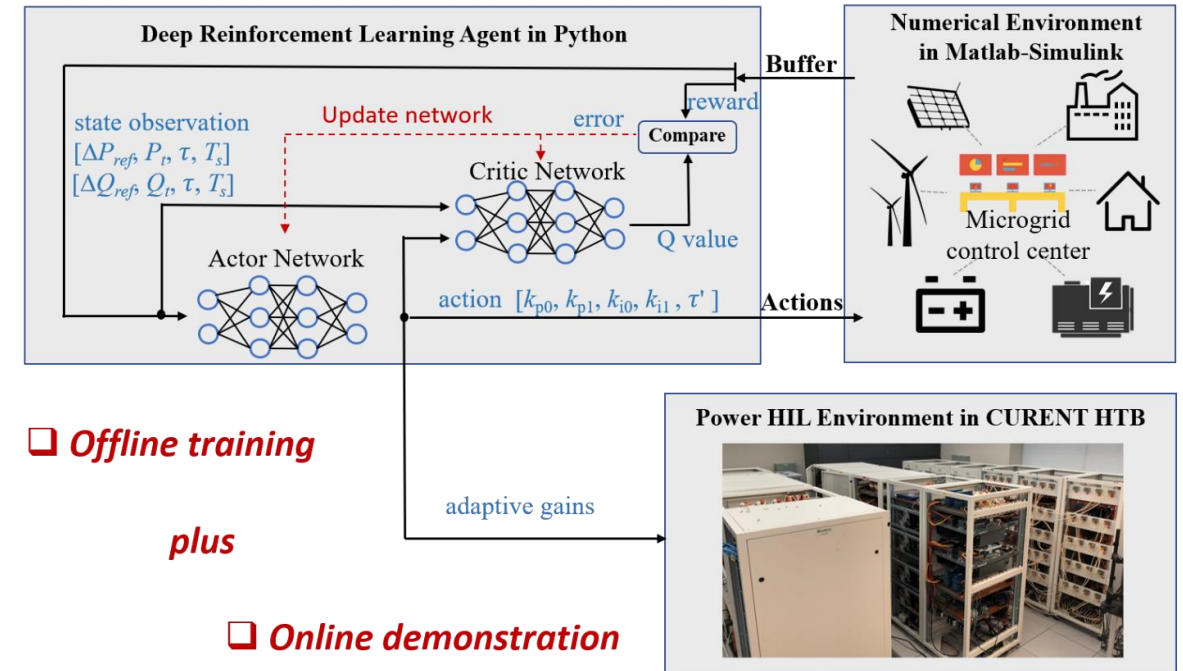 Deep Reinforcement Learning Agent in Python
Numerical Environment
in Matlab-Simulink
Buffer
reward
Update network
error
Compare
state observation
[ΔP_ref, P_t, τ, T_s]
[ΔQ_ref, Q_t, τ, T_s]
Critic Network
Q value
Actor Network
Microgrid
control center
action [k_p0, k_p1, k_i0, k_i1 , τ' ]
Actions
Power HIL Environment in CURENT HTB
❑ Offline training
adaptive gains
plus
❑ Online demonstration